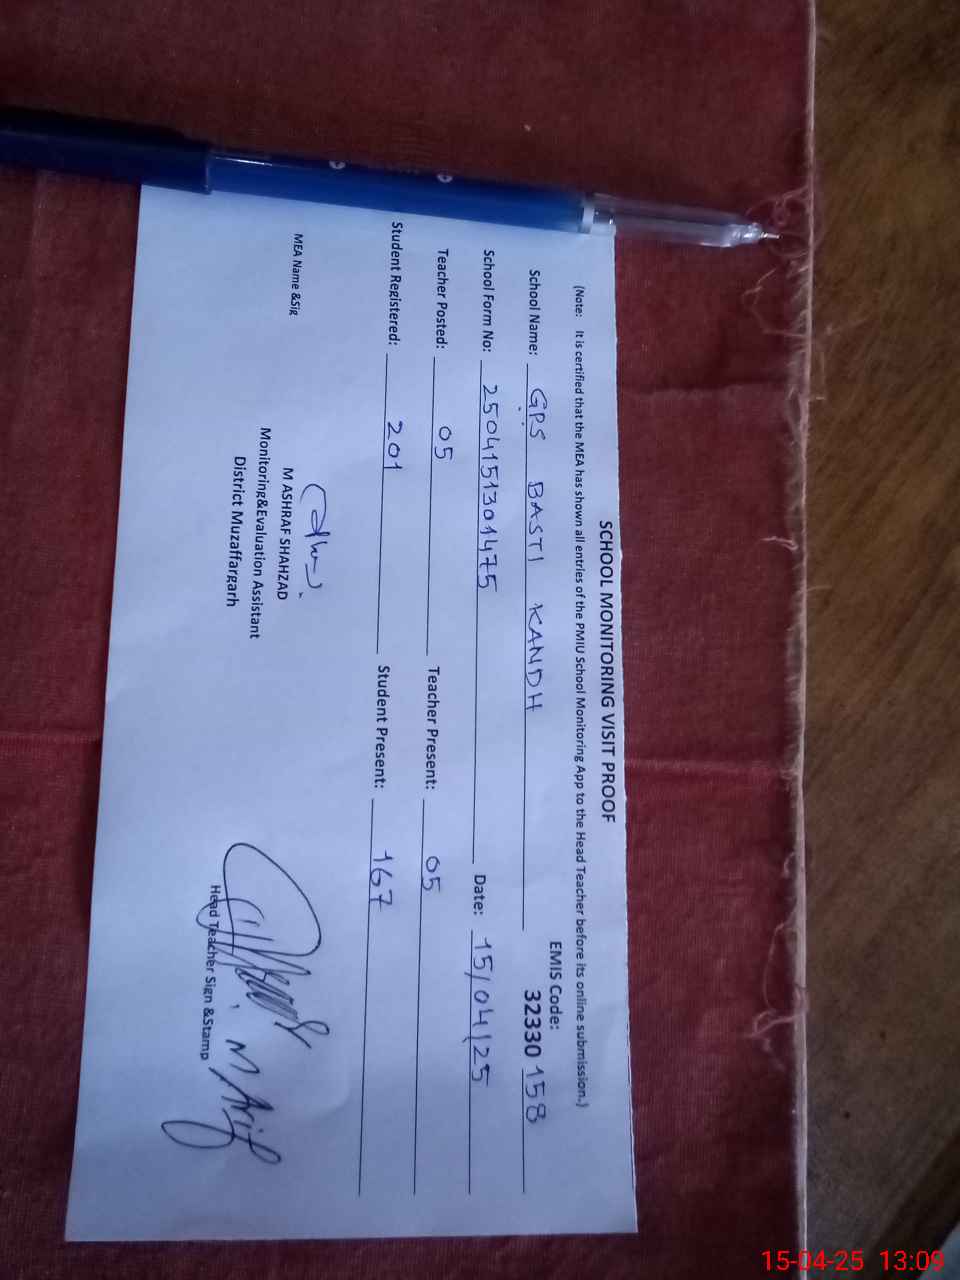 SCHOOL MONITORING VISIT PROOF
(Note: It is certified that the MEA has shown all entries of the PMIU School Monitoring App to the Head Teacher before its online submission.)
EMIS Code:
School Name: GPS BASTI KANDH 32330 158
School Form No: 2504151301475 Date: 15/04/25
Teacher Posted: 05 Teacher Present: 05
Student Registered: 201 Student Present: 167
MEA Name &Sig
M ASHRAF SHAHZAD
Monitoring&Evaluation Assistant
District Muzaffargarh
M Arif
Head Teacher Sign &Stamp
15-04-25 13:09